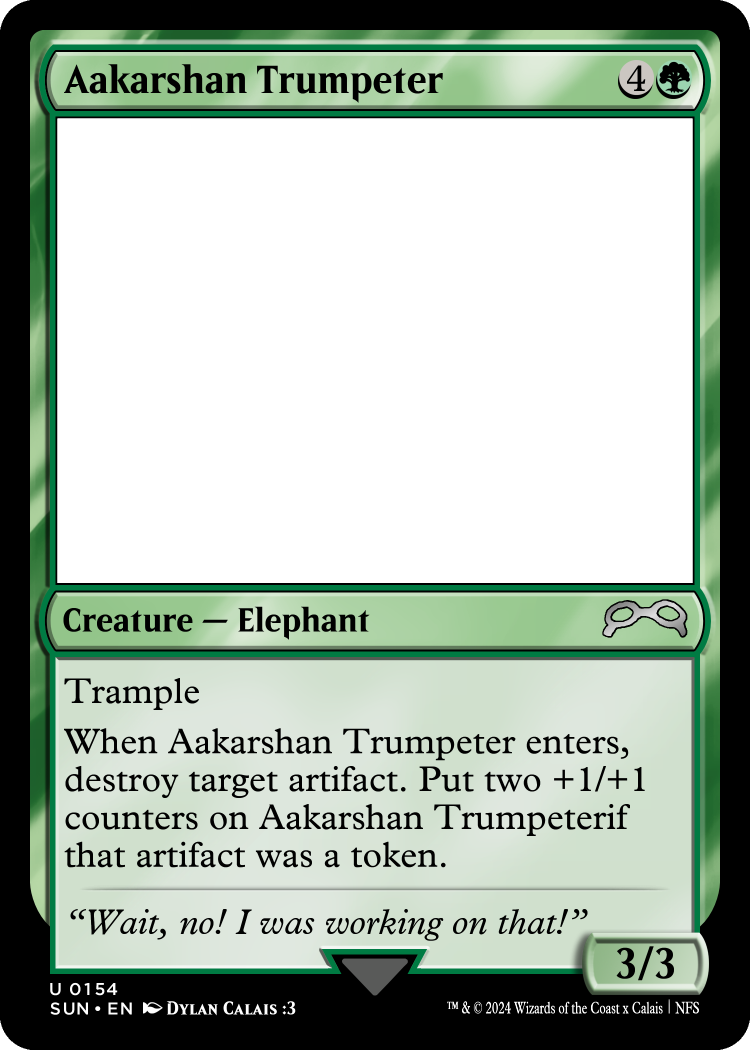 Aakarshan Trumpeter 4
Creature — Elephant
Trample
When Aakarshan Trumpeter enters,
destroy target artifact. Put two +1/+1
counters on Aakarshan Trumpeterif
that artifact was a token.
“Wait, no! I was working on that!”
3/3
U 0154
SUN • EN Dylan Calais :3
™ & © 2024 Wizards of the Coast x Calais | NFS